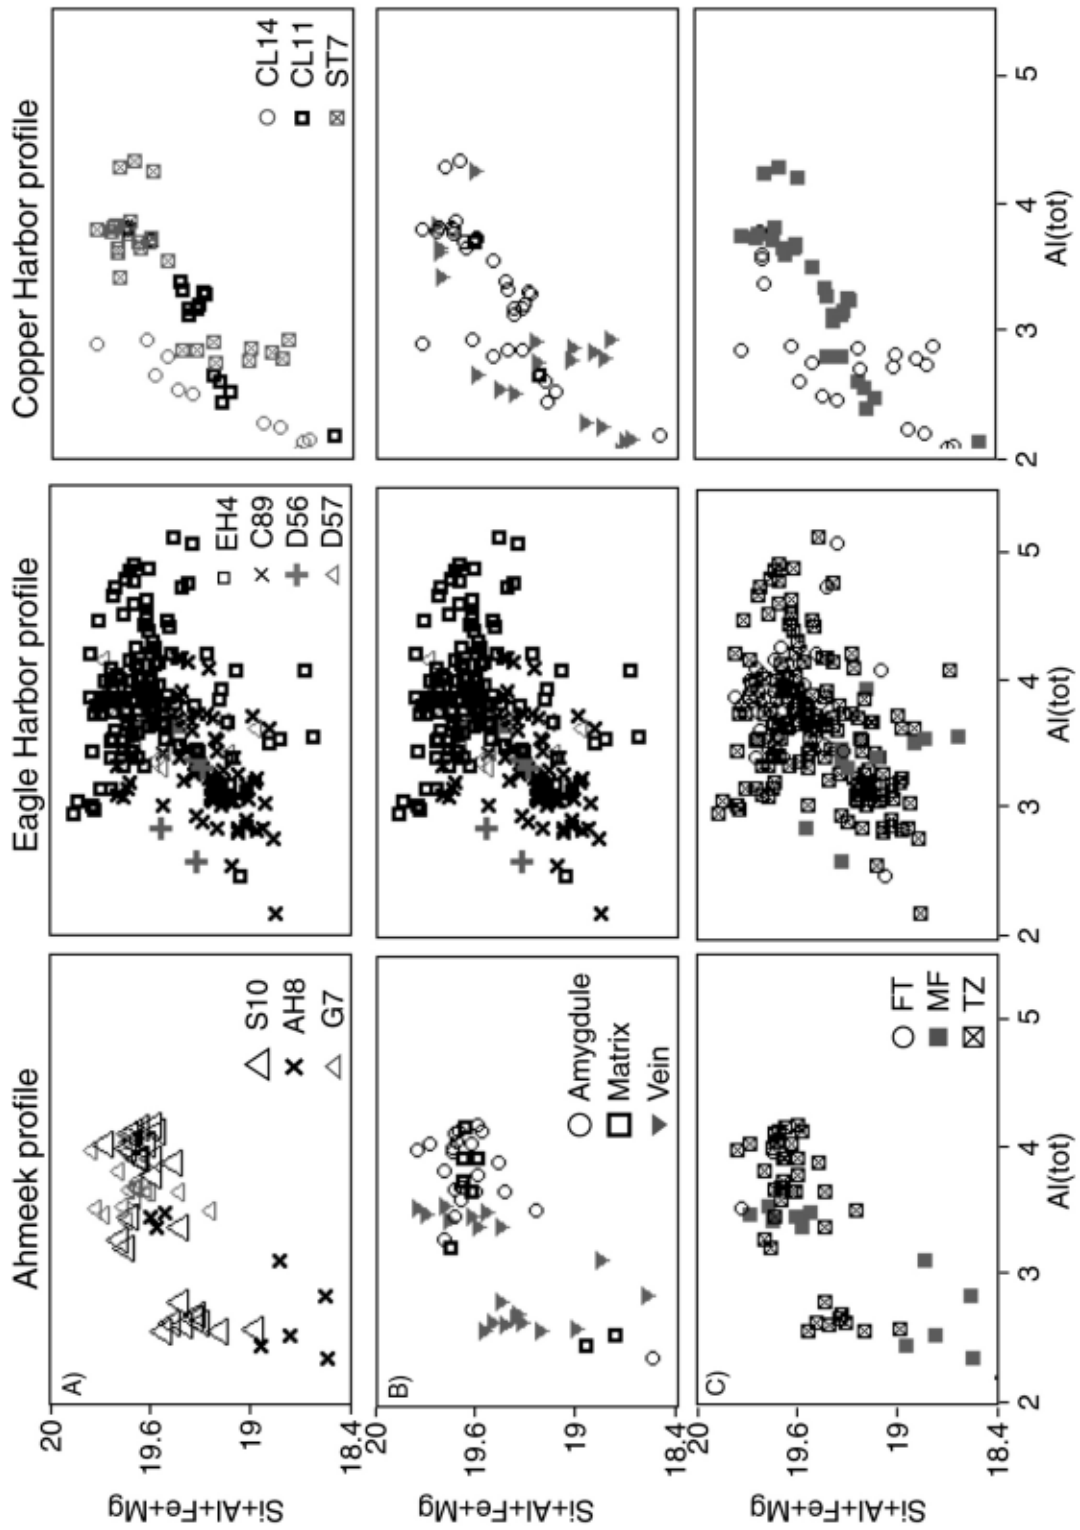 Ahmeek profile
Eagle Harbor profile
Copper Harbor profile
A)
S10
AH8
G7
EH4
C89
D56
D57
CL14
CL11
ST7
Si+Al+Fe+Mg
20
19.6
19
18.4
B)
Amygdule
Matrix
Vein
Si+Al+Fe+Mg
20
19.6
19
18.4
C)
FT
MF
TZ
Si+Al+Fe+Mg
20
19.6
19
18.4
2 3 4 5
2 3 4 5
2 3 4 5
Al(tot)
Al(tot)
Al(tot)